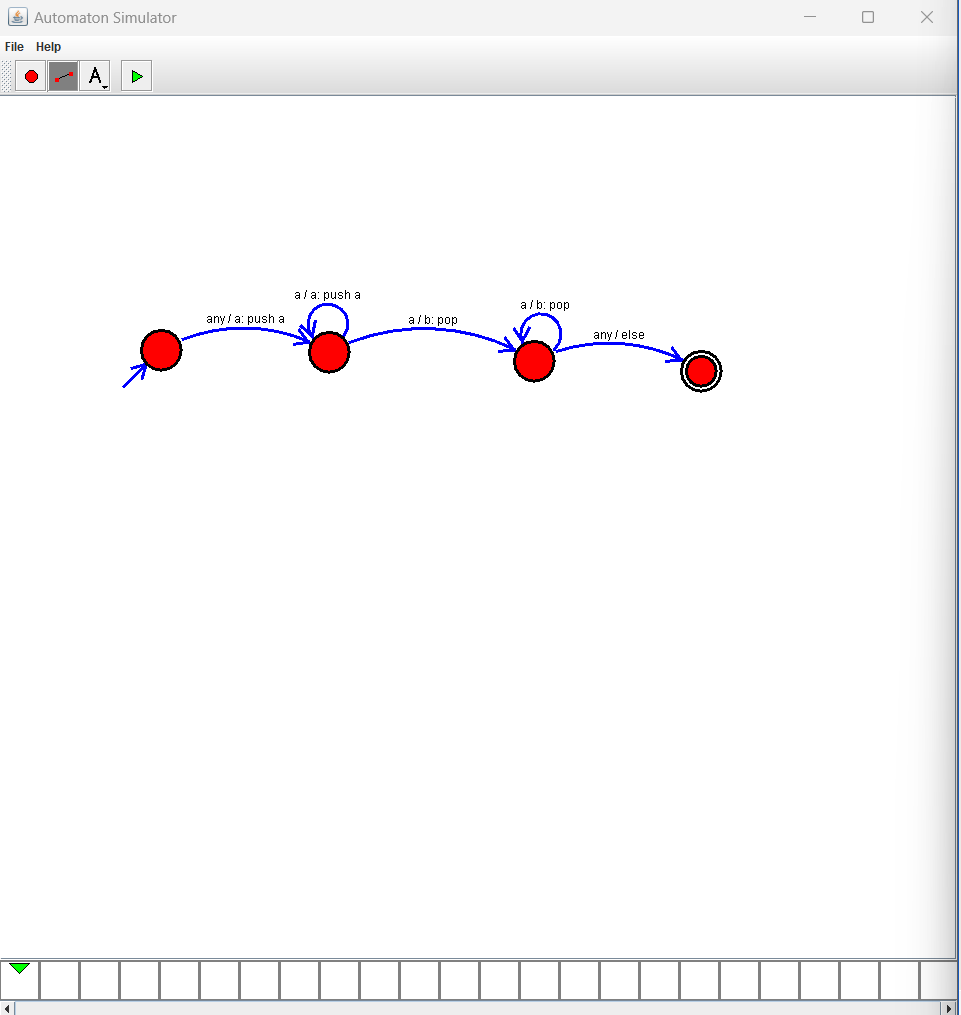 Automaton Simulator
File Help
A
a / a: push a
a / b: pop
any / a: push a
a / b: pop
any / else